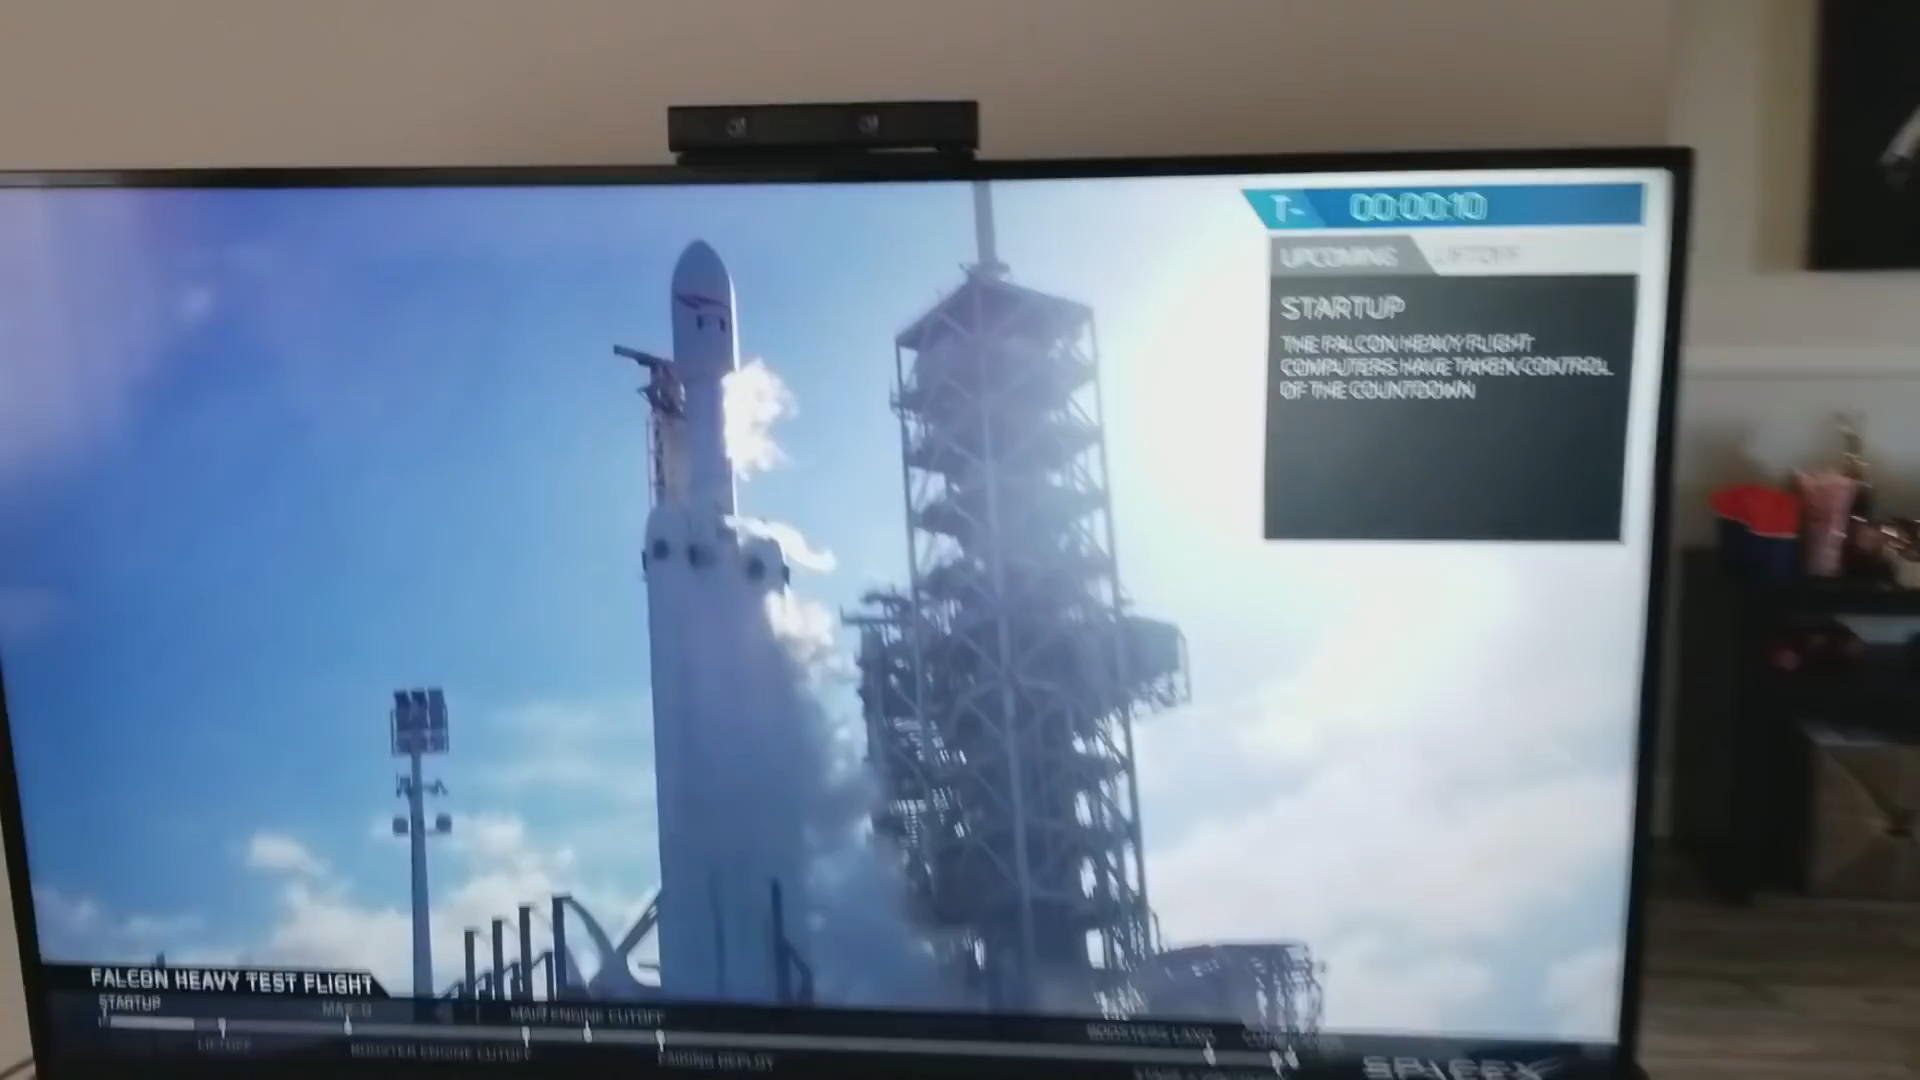 T- 00:00:10
UPCOMING LIFTOFF
STARTUP
THE FALCON HEAVY FLIGHT
COMPUTERS HAVE TAKEN CONTROL
OF THE COUNTDOWN
FALCON HEAVY TEST FLIGHT
STARTUP
MAX-Q
MAIN ENGINE CUTOFF
BOOSTERS LAND
LIFTOFF
BOOSTER ENGINE CUTOFF
FAIRING DEPLOY
SPACEX